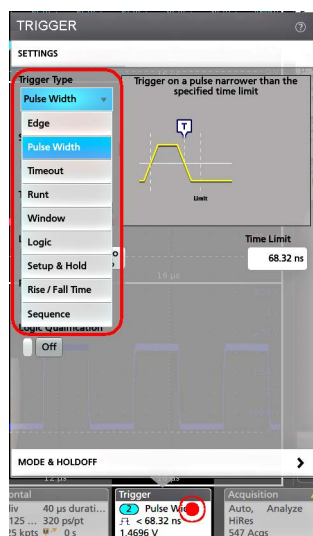 TRIGGER
SETTINGS
Trigger Type
Pulse Width
Trigger on a pulse narrower than the
specified time limit
T
Limit
Edge
Pulse Width
Timeout
Runt
Window
Logic
Setup & Hold
Rise / Fall Time
Sequence
Time Limit
68.32 ns
16 µs
Logic Qualification
Off
MODE & HOLDOFF
12 µs
ontal
div 40 µs durati...
125 ... 320 ps/pt
25 kpts 0 s
Trigger
2 Pulse Wid
< 68.32 ns
1.4696 V
Acquisition
Auto, Analyze
HiRes
547 Acqs